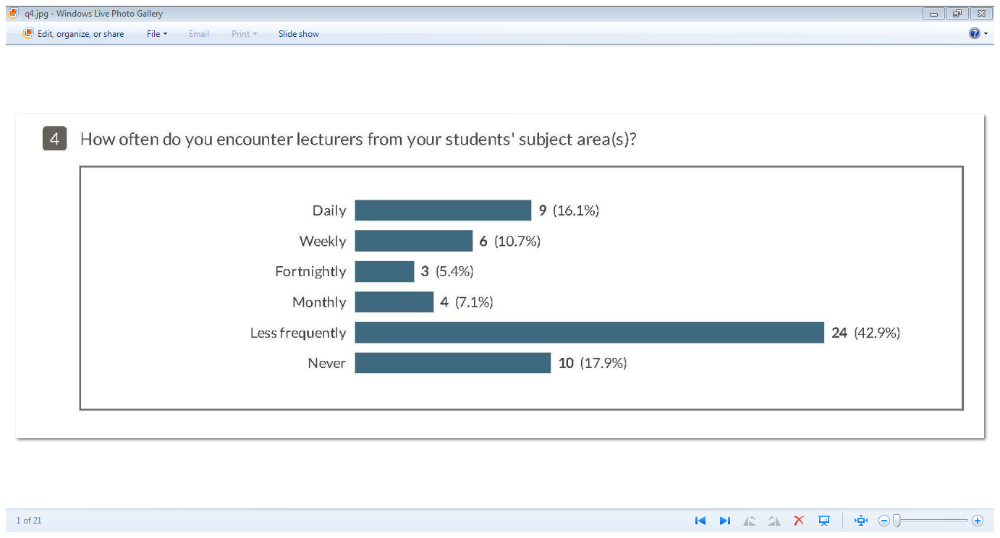 q4.jpg - Windows Live Photo Gallery
Edit, organize, or share File Email Print Slide show
4 How often do you encounter lecturers from your students' subject area(s)?
Daily 9 (16.1%)
Weekly 6 (10.7%)
Fortnightly 3 (5.4%)
Monthly 4 (7.1%)
Less frequently 24 (42.9%)
Never 10 (17.9%)
1 of 21